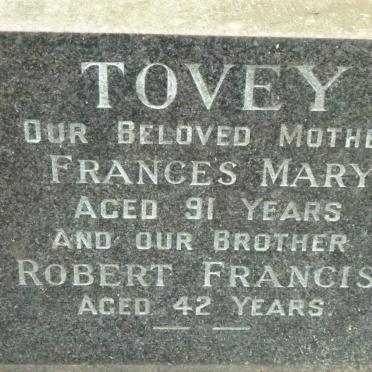 TOVEY
OUR BELOVED MOTHE
FRANCES MARY
AGED 91 YEARS
AND OUR BROTHER
ROBERT FRANCIS
AGED 42 YEARS.